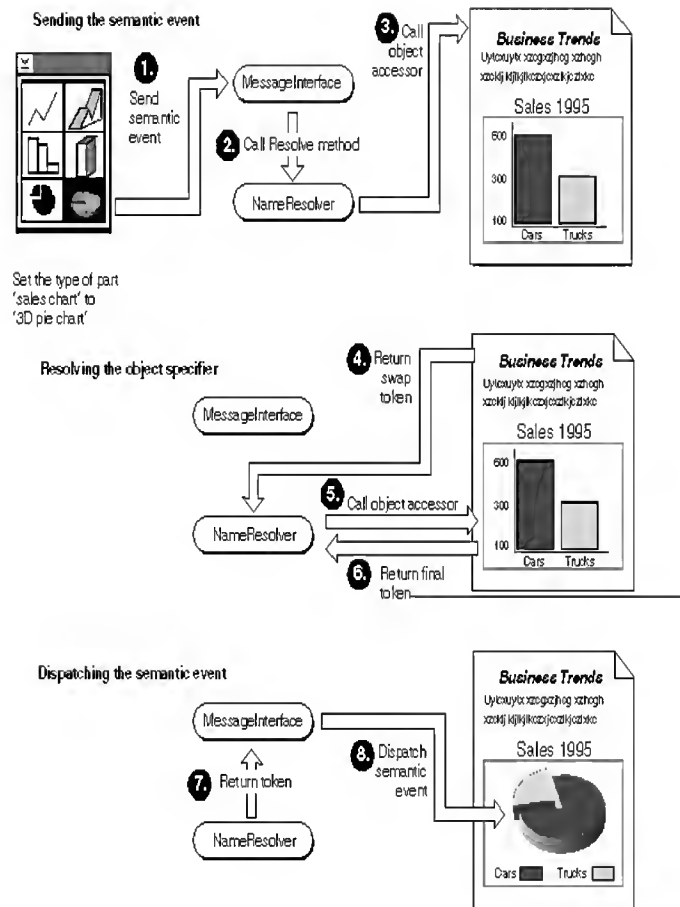 Sending the semantic event
1.
Send
semantic
event
MessageInterface
2. Call Resolve method
NameResolver
3. Call
object
accessor
Business Trends
Sales 1995
600
300
100
Cars Trucks
Set the type of part
'sales chart' to
'3D pie chart'
Resolving the object specifier
MessageInterface
NameResolver
4. Return
swap
token
5. Call object accessor
6. Return final
token
Business Trends
Sales 1995
600
300
100
Cars Trucks
Dispatching the semantic event
MessageInterface
7. Return token
NameResolver
8. Dispatch
semantic
event
Business Trends
Sales 1995
Cars Trucks